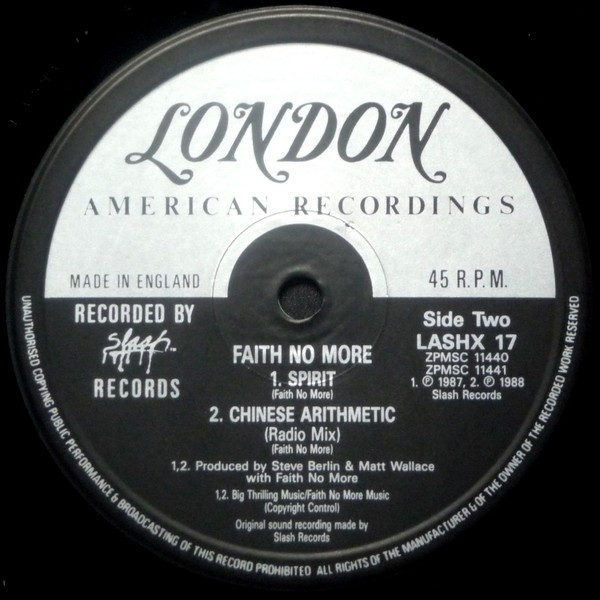 LONDON
AMERICAN RECORDINGS
MADE IN ENGLAND
45 R.P.M.
RECORDED BY
Slash
RECORDS
Side Two
LASHX 17
ZPMSC 11440
ZPMSC 11441
1. ℗ 1987, 2. ℗ 1988
Slash Records
FAITH NO MORE
1. SPIRIT
(Faith No More)
2. CHINESE ARITHMETIC
(Radio Mix)
(Faith No More)
1,2. Produced by Steve Berlin & Matt Wallace
with Faith No More
1,2. Big Thrilling Music/Faith No More Music
(Copyright Control)
Original sound recording made by
Slash Records
UNAUTHORISED COPYING PUBLIC PERFORMANCE & BROADCASTING OF THIS RECORD PROHIBITED ALL RIGHTS OF THE MANUFACTURER & OF THE OWNER OF THE RECORDED WORK RESERVED